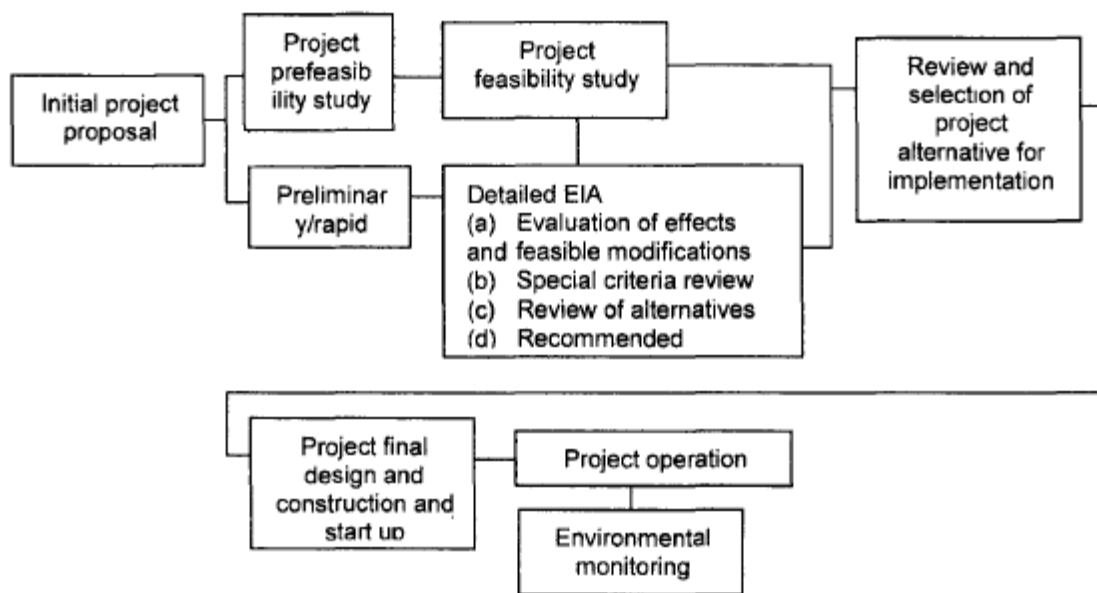 Initial project
proposal
Project
prefeasib
ility study
Project
feasibility study
Review and
selection of
project
alternative for
implementation
Preliminar
y/rapid
Detailed EIA
(a) Evaluation of effects
and feasible modifications
(b) Special criteria review
(c) Review of alternatives
(d) Recommended
Project final
design and
construction and
start up
Project operation
Environmental
monitoring